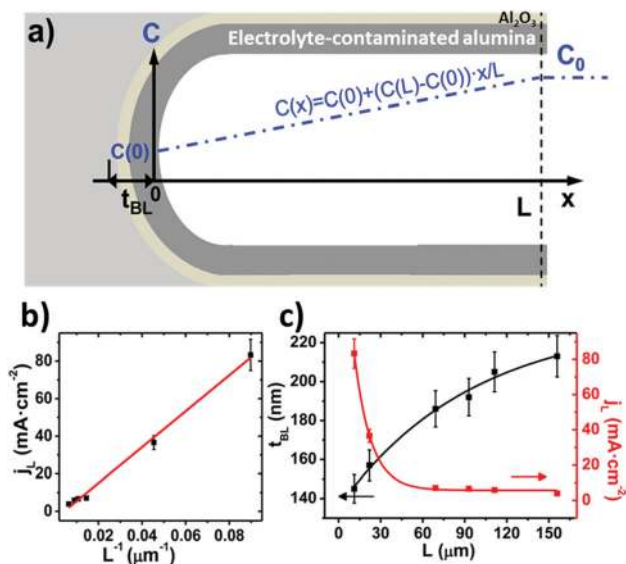 a)
C
Al₂O₃
Electrolyte-contaminated alumina
C₀
C(x)=C(0)+(C(L)-C(0))·x/L
C(0)
t_BL
0
L
x
b)
j_L (mA·cm⁻²)
80
60
40
20
0
0.02 0.04 0.06 0.08
L⁻¹ (μm⁻¹)
c)
t_BL (nm)
220
200
180
160
140
80
60
40
20
0
j_L (mA·cm⁻²)
0 30 60 90 120 150
L (μm)